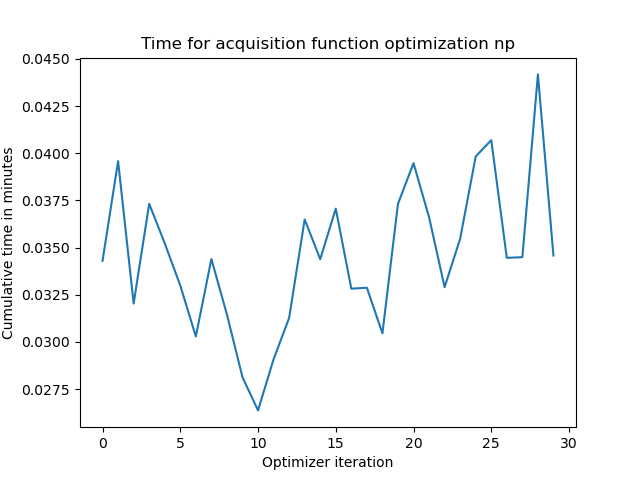 Time for acquisition function optimization np
Cumulative time in minutes
0.0450
0.0425
0.0400
0.0375
0.0350
0.0325
0.0300
0.0275
0 5 10 15 20 25 30
Optimizer iteration